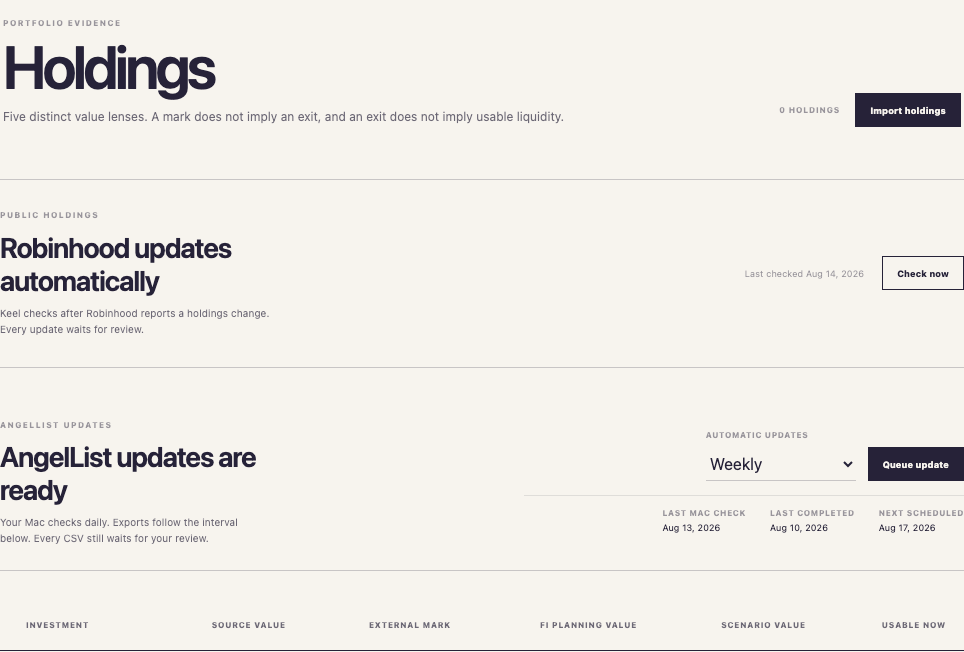 PORTFOLIO EVIDENCE
Holdings
Five distinct value lenses. A mark does not imply an exit, and an exit does not imply usable liquidity.
0 HOLDINGS
Import holdings
PUBLIC HOLDINGS
Robinhood updates
automatically
Keel checks after Robinhood reports a holdings change.
Every update waits for review.
Last checked Aug 14, 2026
Check now
ANGELLIST UPDATES
AngelList updates are
ready
Your Mac checks daily. Exports follow the interval
below. Every CSV still waits for your review.
AUTOMATIC UPDATES
Weekly
Queue update
LAST MAC CHECK
Aug 13, 2026
LAST COMPLETED
Aug 10, 2026
NEXT SCHEDULED
Aug 17, 2026
INVESTMENT SOURCE VALUE EXTERNAL MARK FI PLANNING VALUE SCENARIO VALUE USABLE NOW